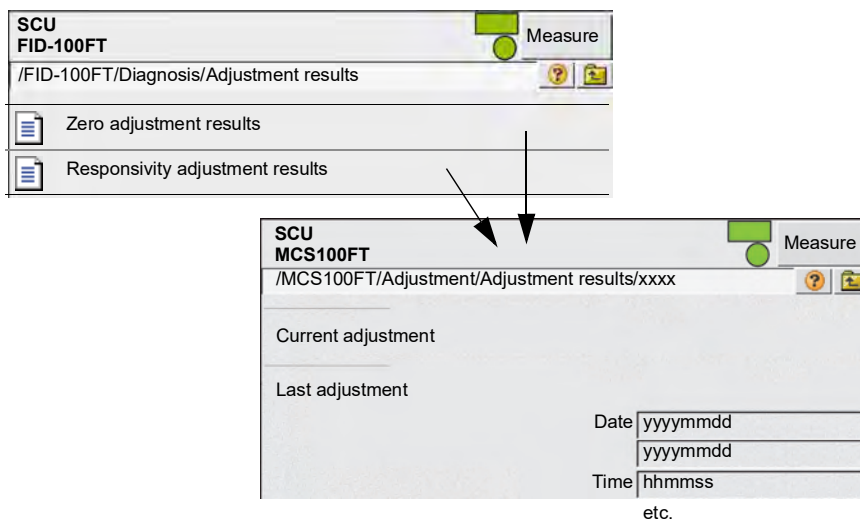 SCU
FID-100FT
Measure
/FID-100FT/Diagnosis/Adjustment results
Zero adjustment results
Responsivity adjustment results
SCU
MCS100FT
Measure
/MCS100FT/Adjustment/Adjustment results/xxxx
Current adjustment
Last adjustment
Date yyyymmdd
yyyymmdd
Time hhmmss
etc.